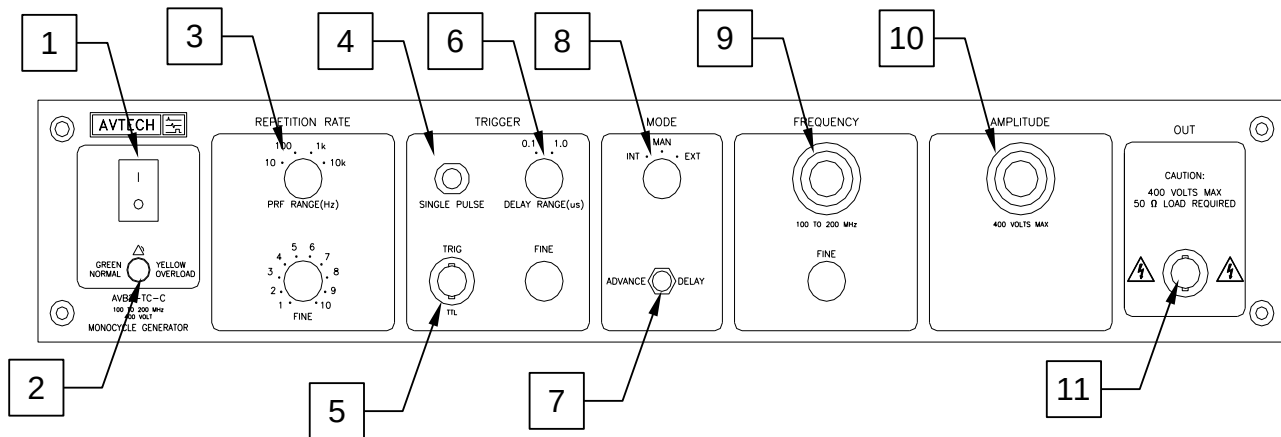 1
3
4
6
8
9
10
AVTECH
REPETITION RATE
TRIGGER
MODE
FREQUENCY
AMPLITUDE
OUT
I
O
GREEN NORMAL
YELLOW OVERLOAD
-TC-C
100 TO 200 MHz
400 VOLT
MONOCYCLE GENERATOR
10
100
1k
10k
PRF RANGE(Hz)
1
2
3
4
5
6
7
8
9
10
FINE
SINGLE PULSE
0.1
1.0
DELAY RANGE(us)
TRIG
TTL
FINE
INT
MAN
EXT
ADVANCE
DELAY
100 TO 200 MHz
FINE
400 VOLTS MAX
CAUTION:
400 VOLTS MAX
50 Ω LOAD REQUIRED
2
5
7
11